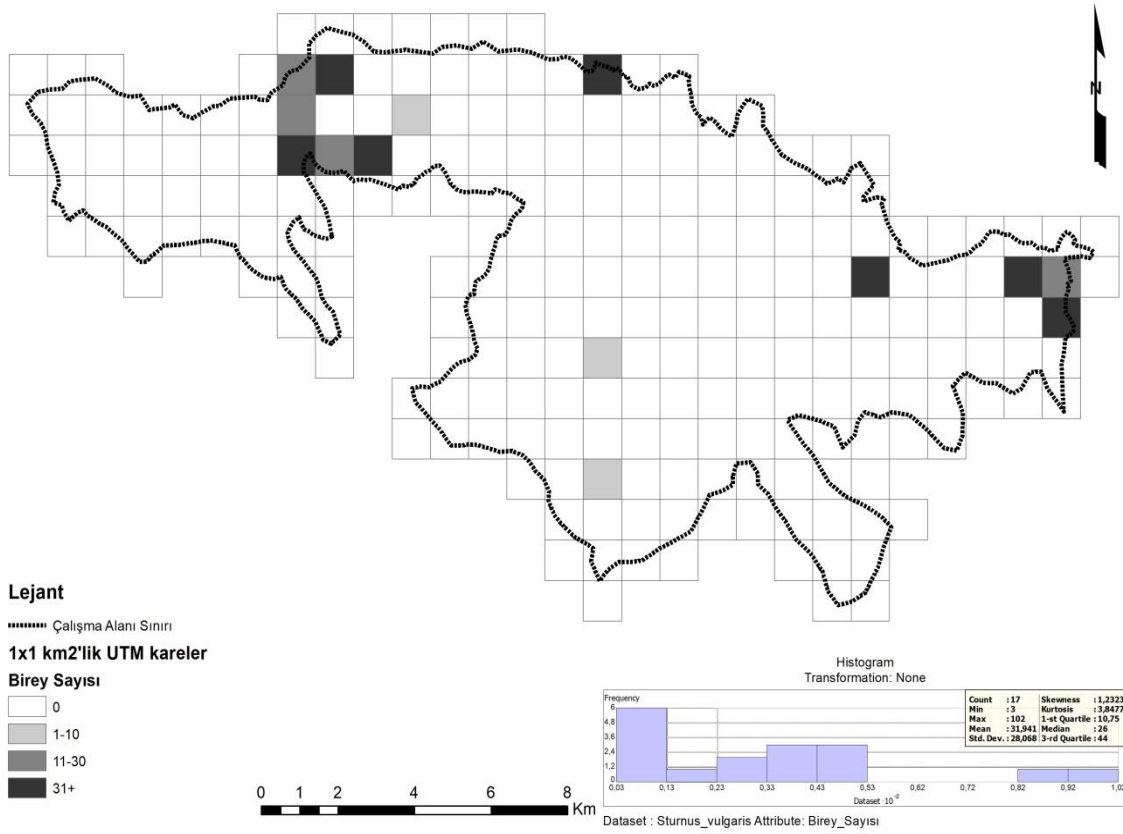 N
Lejant
Çalışma Alanı Sınırı
1x1 km2'lik UTM kareler
Birey Sayısı
0
1-10
11-30
31+
0 1 2 4 6 8
Km
Histogram
Transformation: None
Frequency
6
4,8
3,6
2,4
1,2
0
0,03 0,13 0,23 0,33 0,43 0,53 0,62 0,72 0,82 0,92 1,02
Dataset · 10⁻²
Count : 17 Skewness : 1,2323
Min : 3 Kurtosis : 3,8477
Max : 102 1-st Quartile : 10,75
Mean : 31,941 Median : 26
Std. Dev. : 28,068 3-rd Quartile : 44
Dataset : Sturnus_vulgaris Attribute: Birey_Sayısı